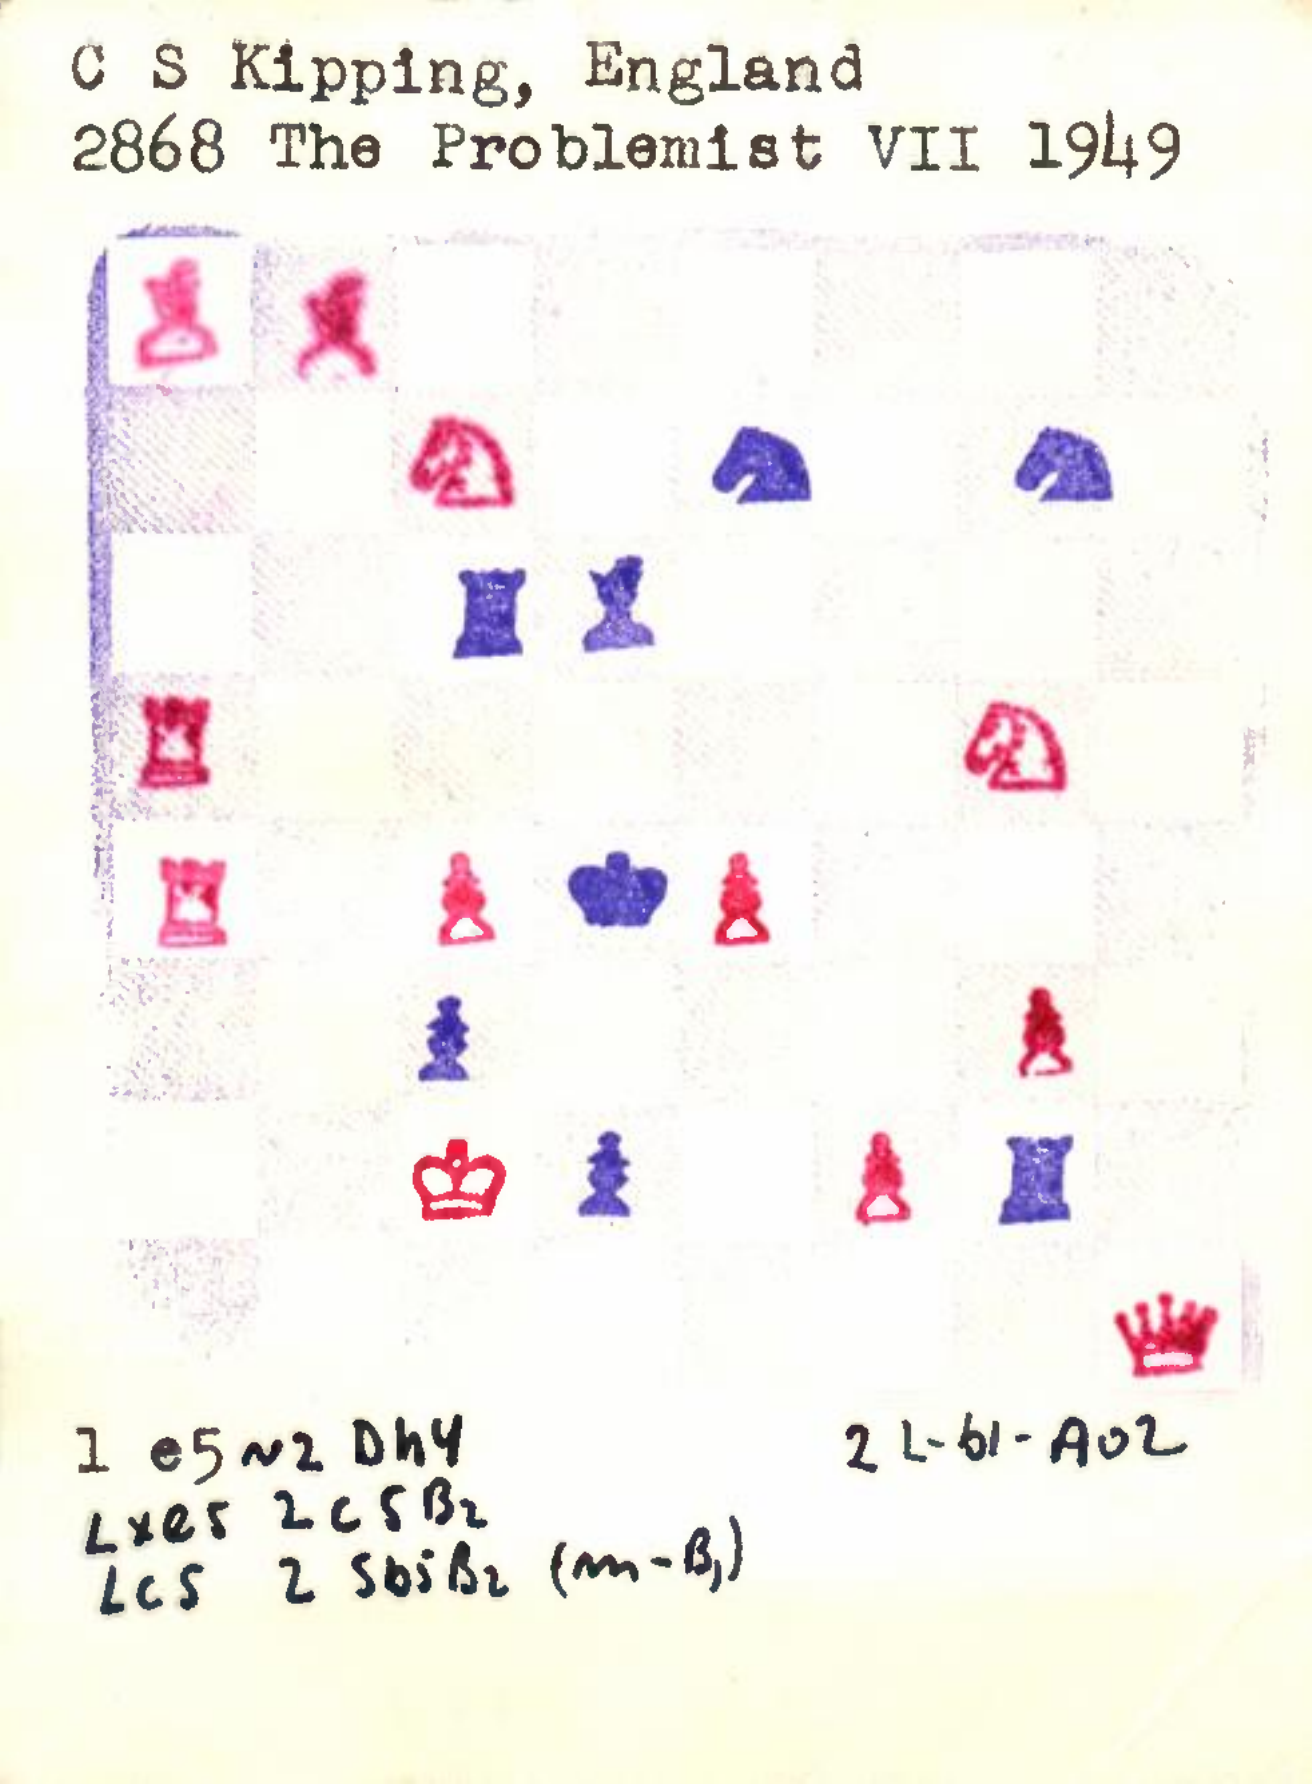 C S Kipping, England
2868 The Problemist VII 1949
1 e5 ~ 2 Dh4
2 L-bl-A02
Lxe5 2 c5 B2
Lc5 2 Sb5 B2 (m-B1)